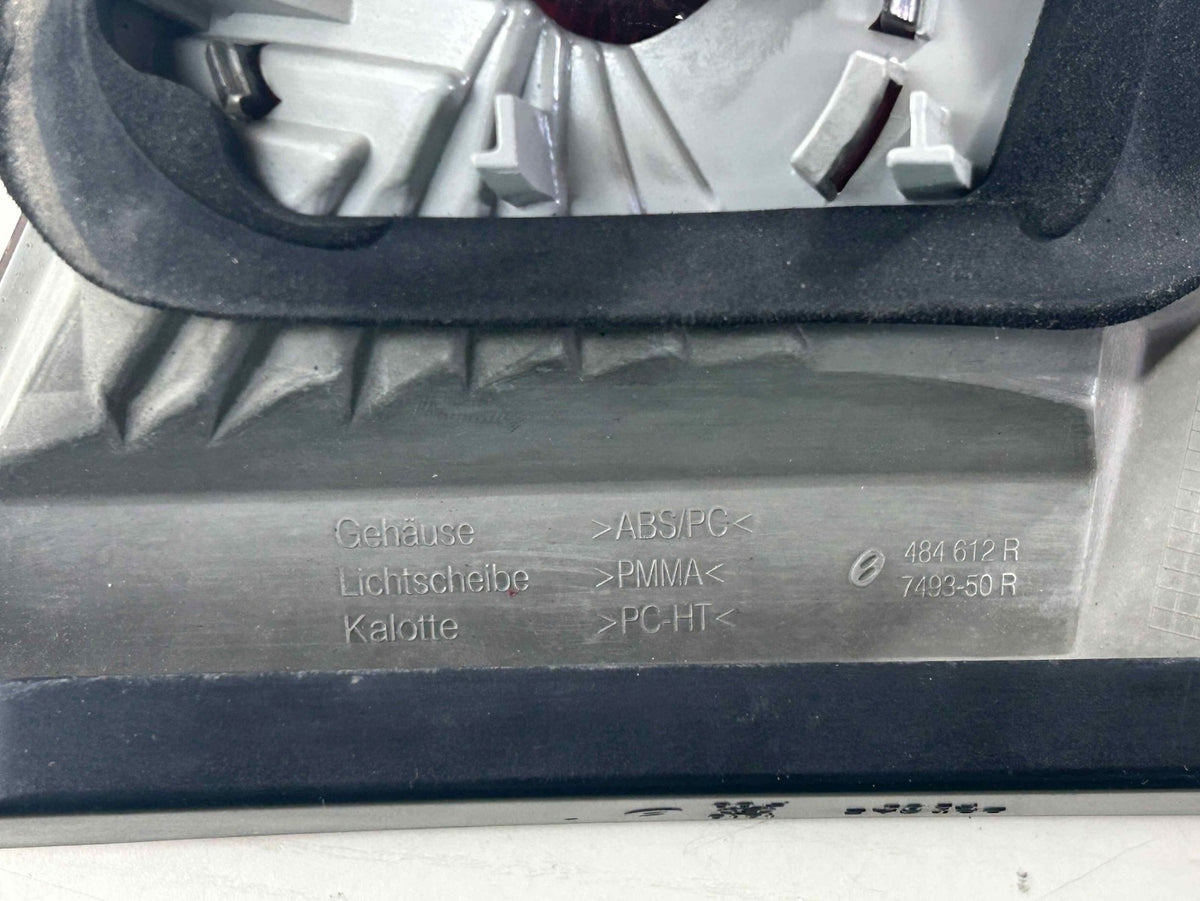 Gehäuse >ABS/PC<
Lichtscheibe >PMMA<
Kalotte >PC-HT<
484 612 R
7493-50 R